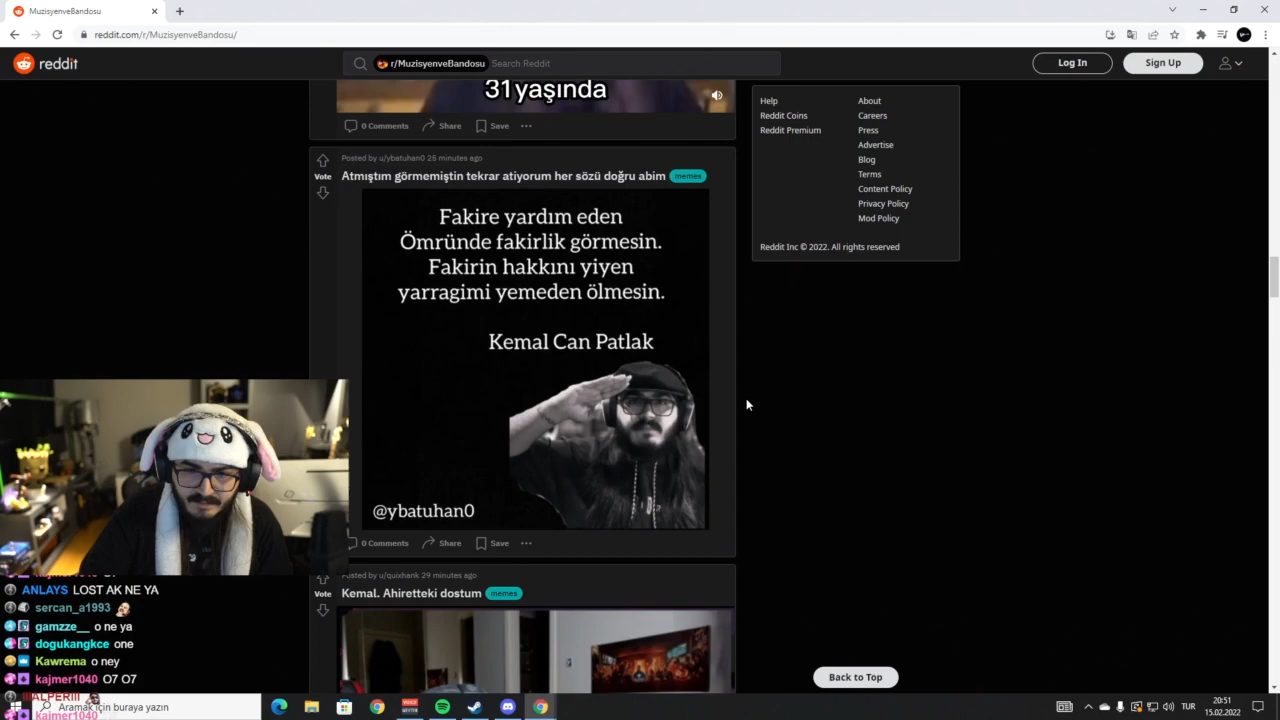 MuzisyenveBandosu
reddit.com/r/MuzisyenveBandosu/
reddit
r/MuzisyenveBandosu
Search Reddit
Log In
Sign Up
31 yaşında
0 Comments
Share
Save
Posted by u/ybatuhan0 25 minutes ago
Vote
Atmıştım görmemiştin tekrar atiyorum her sözü doğru abim
memes
Fakire yardım eden
Ömründe fakirlik görmesin.
Fakirin hakkını yiyen
yarragimi yemeden ölmesin.
Kemal Can Patlak
@ybatuhan0
0 Comments
Share
Save
Posted by u/quixhank 29 minutes ago
Vote
Kemal. Ahiretteki dostum
memes
Help
About
Reddit Coins
Careers
Reddit Premium
Press
Advertise
Blog
Terms
Content Policy
Privacy Policy
Mod Policy
Reddit Inc © 2022. All rights reserved
Back to Top
ANLAYS LOST AK NE YA
sercan_a1993
gamzze__ o ne ya
dogukangkce one
Kawrema o ney
kajmer1040 O7 O7
kajmer1040
Aramak için buraya yazın
TUR
20:51
15.02.2022